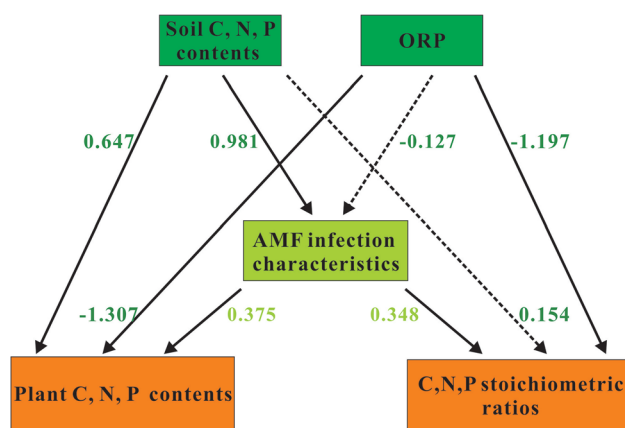 Soil C, N, P
contents
ORP
0.647
0.981
-0.127
-1.197
AMF infection
characteristics
-1.307
0.375
0.348
0.154
Plant C, N, P contents
C,N,P stoichiometric
ratios